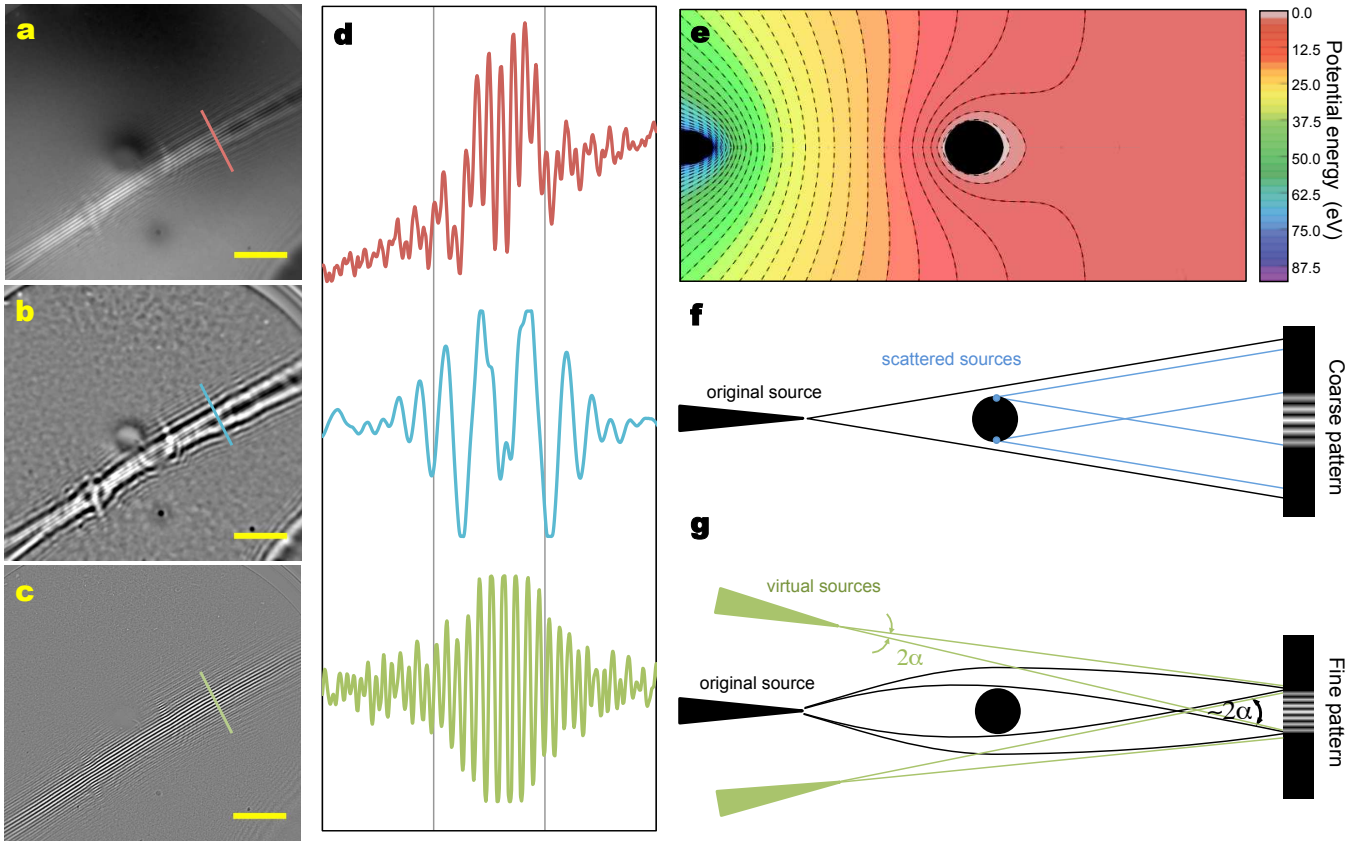 a
b
c
d
e
0.0
12.5
25.0
37.5
50.0
62.5
75.0
87.5
Potential energy (eV)
f
scattered sources
original source
Coarse pattern
g
virtual sources
2α
original source
~2α
Fine pattern